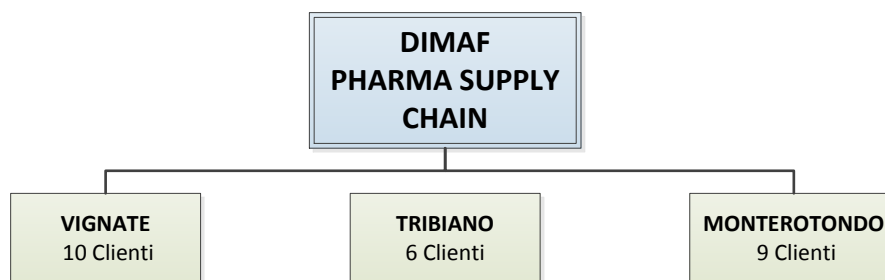 DIMAF
PHARMA SUPPLY
CHAIN
VIGNATE
10 Clienti
TRIBIANO
6 Clienti
MONTEROTONDO
9 Clienti